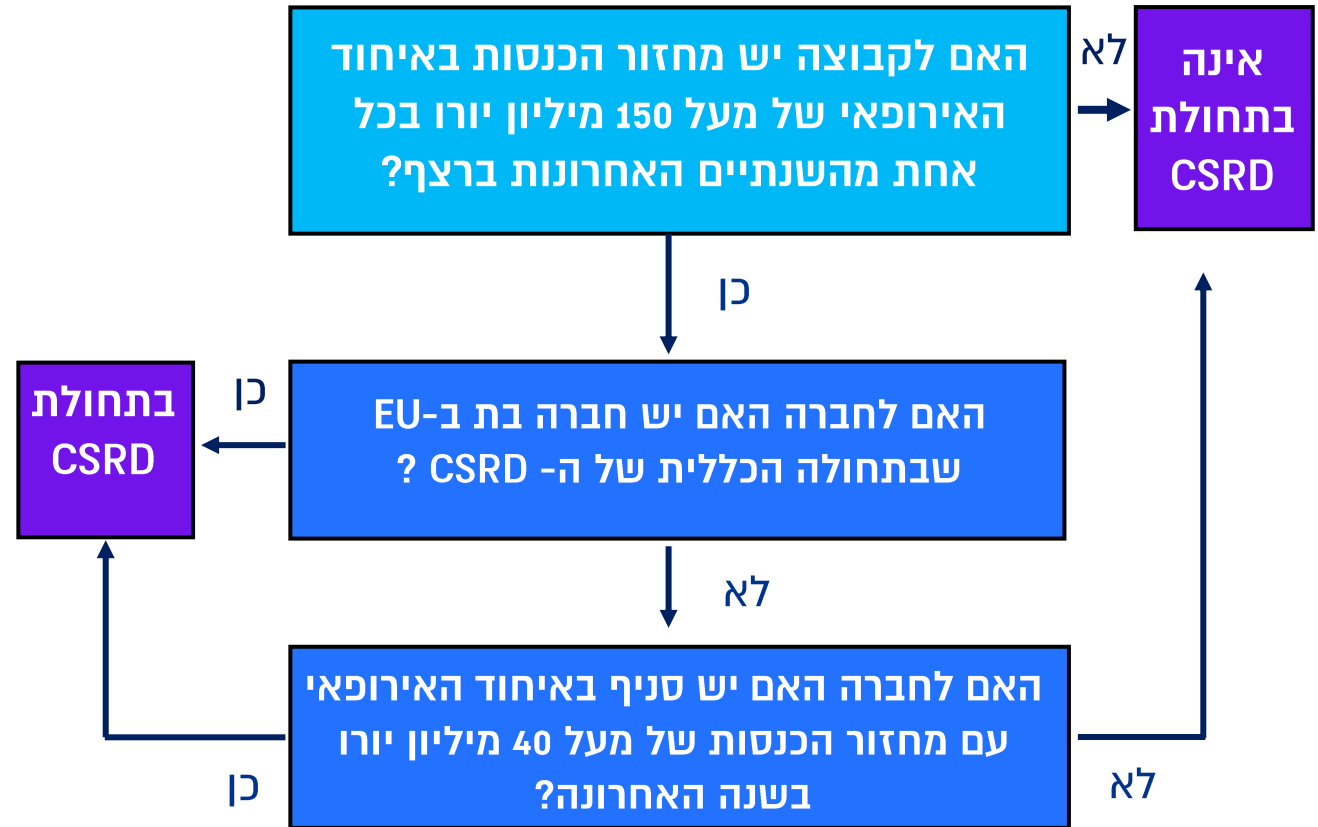 האם לקבוצה יש מחזור הכנסות באיחוד
האירופאי של מעל 150 מיליון יורו בכל
אחת מהשנתיים האחרונות ברצף?
לא
אינה
בתחולת
CSRD
כן
האם לחברה האם יש חברה בת ב-EU
שבתחולה הכללית של ה- CSRD ?
כן
בתחולת
CSRD
לא
האם לחברה האם יש סניף באיחוד האירופאי
עם מחזור הכנסות של מעל 40 מיליון יורו
בשנה האחרונה?
לא
כן